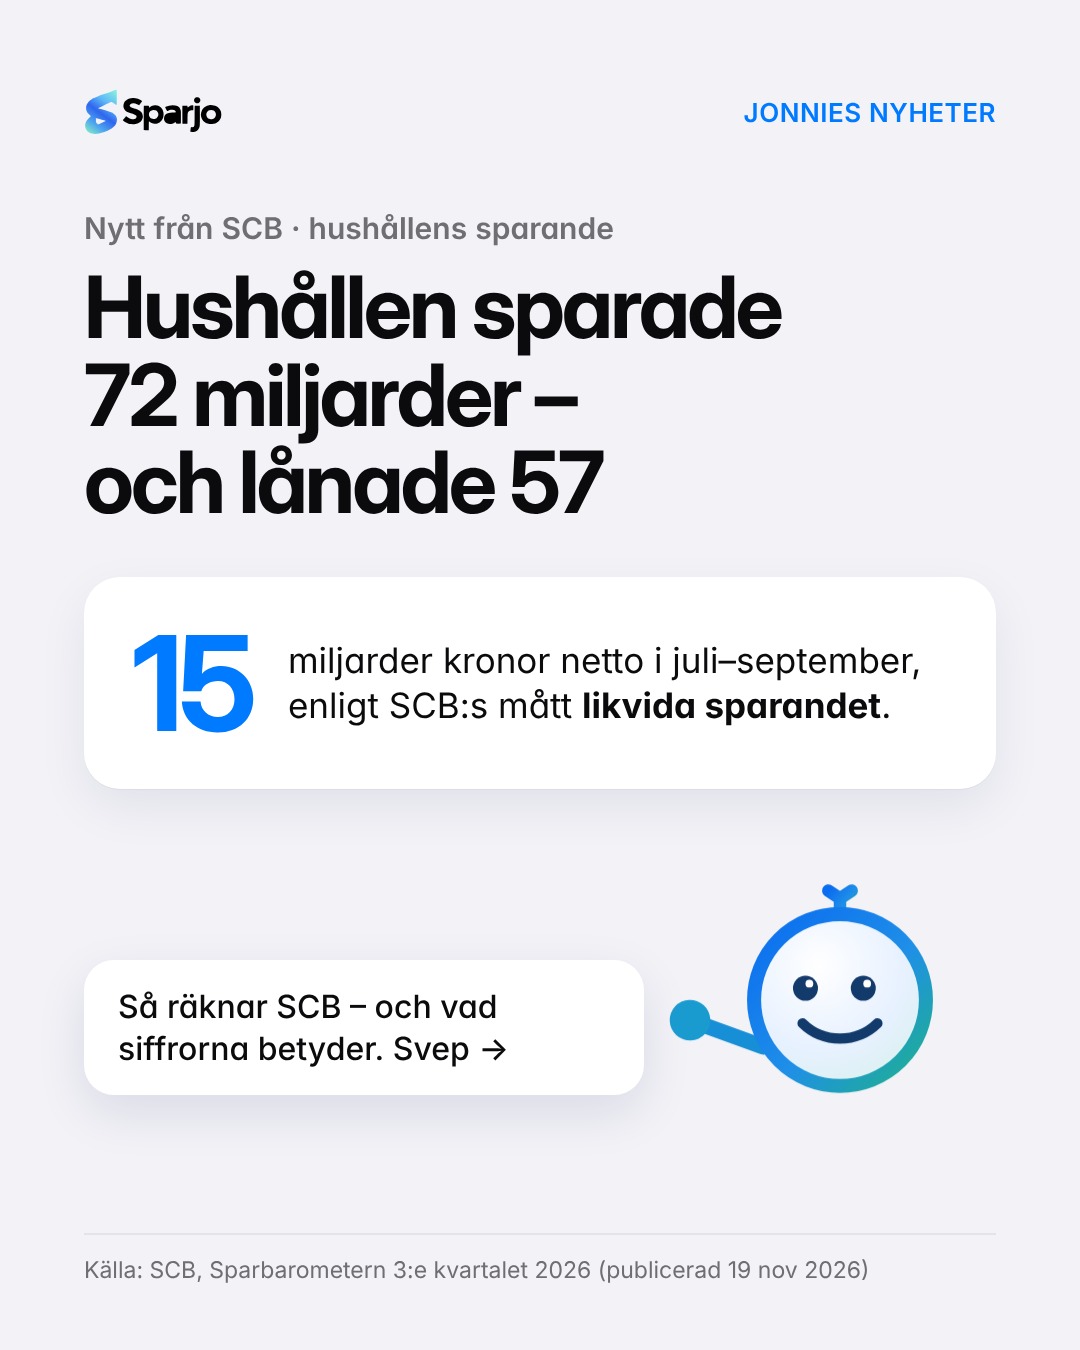 Sparjo
JONNIES NYHETER
Nytt från SCB · hushållens sparande
Hushållen sparade
72 miljarder –
och lånade 57
15
miljarder kronor netto i juli–september,
enligt SCB:s mått likvida sparandet.
Så räknar SCB – och vad
siffrorna betyder. Svep →
Källa: SCB, Sparbarometern 3:e kvartalet 2026 (publicerad 19 nov 2026)